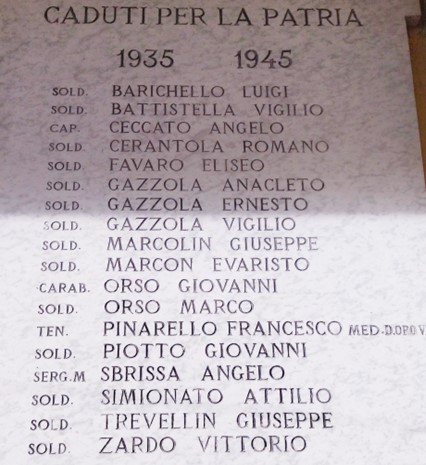 CADUTI PER LA PATRIA
1935 1945
SOLD. BARICHELLO LUIGI
SOLD. BATTISTELLA VIGILIO
CAP. CECCATO ANGELO
SOLD. CERANTOLA ROMANO
SOLD. FAVARO ELISEO
SOLD. GAZZOLA ANACLETO
SOLD. GAZZOLA ERNESTO
SOLD. GAZZOLA VIGILIO
SOLD. MARCOLIN GIUSEPPE
SOLD. MARCON EVARISTO
CARAB. ORSO GIOVANNI
SOLD. ORSO MARCO
TEN. PINARELLO FRANCESCO MED.D.ORO V
SOLD. PIOTTO GIOVANNI
SERG.M SBRISSA ANGELO
SOLD. SIMIONATO ATTILIO
SOLD. TREVELLIN GIUSEPPE
SOLD. ZARDO VITTORIO